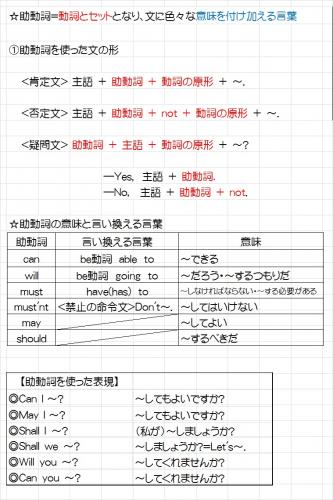 ☆助動詞=動詞とセットとなり、文に色々な意味を付け加える言葉
①助動詞を使った文の形
<肯定文> 主語 + 助動詞 + 動詞の原形 + ～.
<否定文> 主語 + 助動詞 + not + 動詞の原形 + ～.
<疑問文> 助動詞 + 主語 + 動詞の原形 + ～?
—Yes, 主語 + 助動詞.
—No, 主語 + 助動詞 + not.
☆助動詞の意味と言い換える言葉
助動詞 言い換える言葉 意味
can be動詞 able to ～できる
will be動詞 going to ～だろう・～するつもりだ
must have(has) to ～しなければならない・～する必要がある
must'nt <禁止の命令文>Don't～. ～してはいけない
may ～してよい
should ～するべきだ
【助動詞を使った表現】
◎Can I ～? ～してもよいですか?
◎May I ～? ～してもよいですか?
◎Shall I ～? (私が) ～しましょうか?
◎Shall we ～? ～しましょうか?=Let's～.
◎Will you ～? ～してくれませんか?
◎Can you ～? ～してくれませんか?